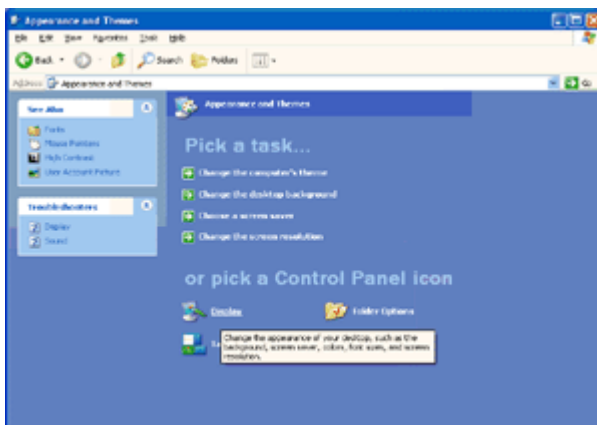 Appearance and Themes
File Edit View Favorites Tools Help
Back Search Folders
Address Appearance and Themes Go
See Also
Fonts
Mouse Pointers
High Contrast
User Account Picture
Troubleshooters
Display
Sound
Appearance and Themes
Pick a task...
Change the computer's theme
Change the desktop background
Choose a screen saver
Change the screen resolution
or pick a Control Panel icon
Display
Folder Options
Change the appearance of your desktop, such as the
background, screen saver, colors, font sizes, and screen
resolution.